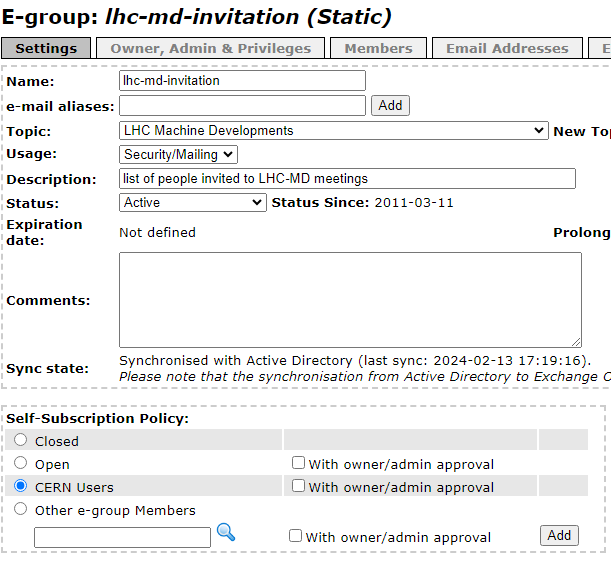 E-group: lhc-md-invitation (Static)
Settings Owner, Admin & Privileges Members Email Addresses
Name: lhc-md-invitation
e-mail aliases: Add
Topic: LHC Machine Developments New Top
Usage: Security/Mailing
Description: list of people invited to LHC-MD meetings
Status: Active Status Since: 2011-03-11
Expiration
date: Not defined Prolong
Comments:
Sync state: Synchronised with Active Directory (last sync: 2024-02-13 17:19:16).
Please note that the synchronisation from Active Directory to Exchange O
Self-Subscription Policy:
Closed
Open With owner/admin approval
CERN Users With owner/admin approval
Other e-group Members
With owner/admin approval Add